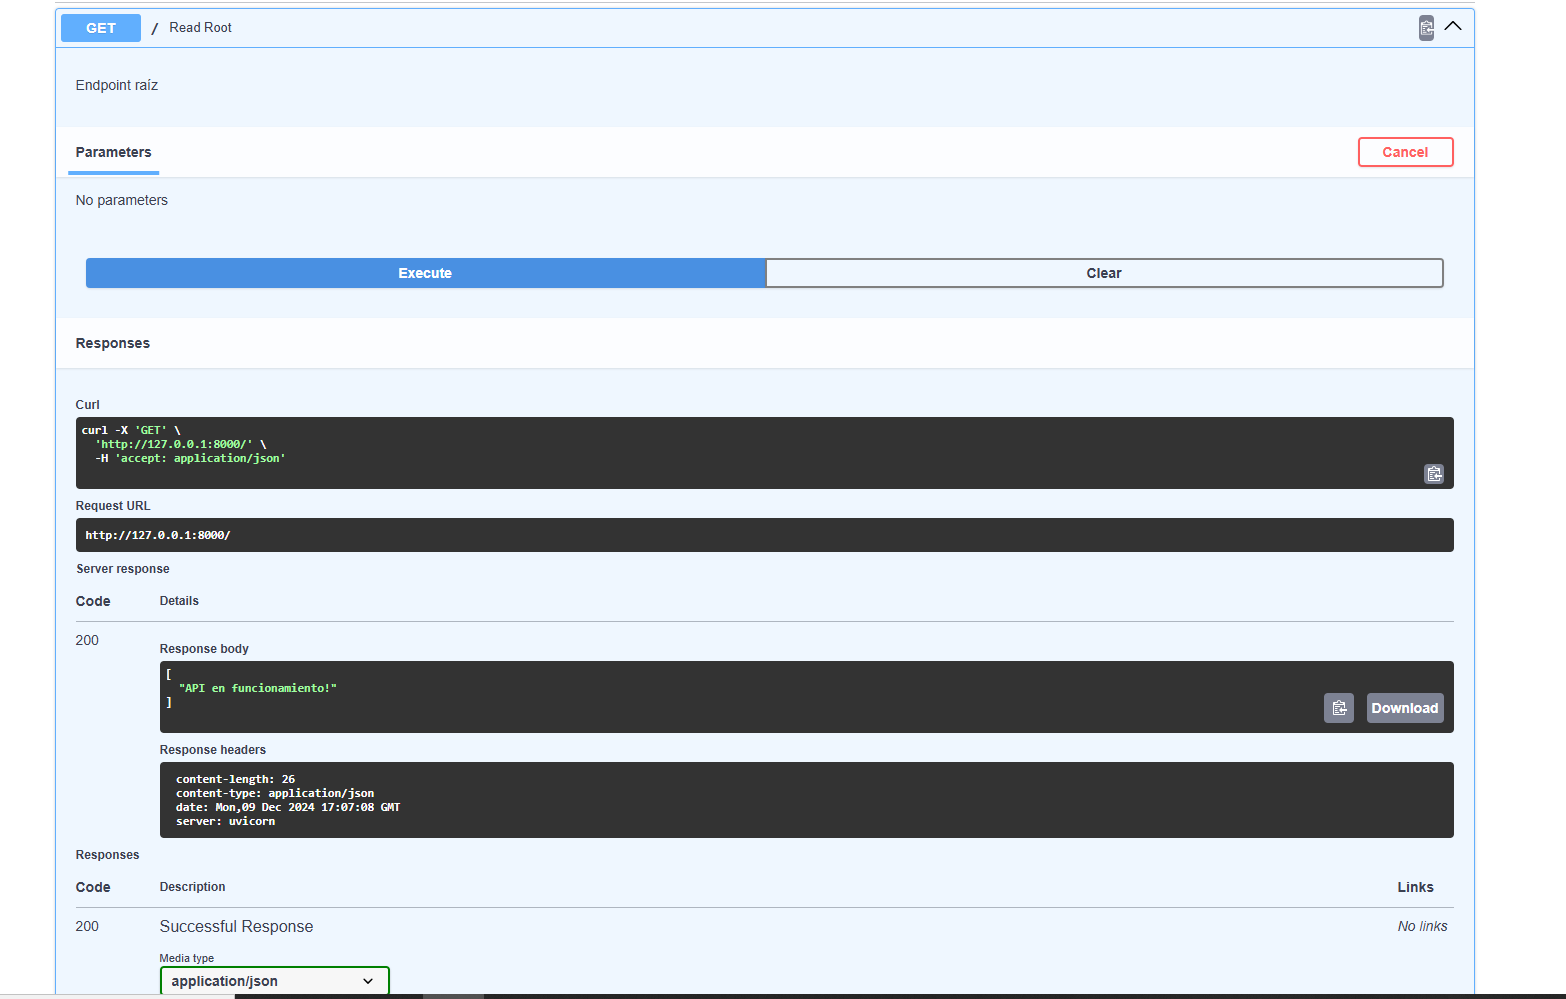 GET / Read Root
Endpoint raíz
Parameters
Cancel
No parameters
Execute
Clear
Responses
Curl
curl -X 'GET' \
'http://127.0.0.1:8000/' \
-H 'accept: application/json'
Request URL
http://127.0.0.1:8000/
Server response
Code Details
200
Response body
[
"API en funcionamiento!"
]
Download
Response headers
content-length: 26
content-type: application/json
date: Mon,09 Dec 2024 17:07:08 GMT
server: uvicorn
Responses
Code Description Links
200 Successful Response No links
Media type
application/json